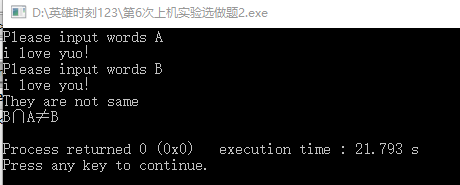 D:\英雄时刻123\第6次上机实验选做题2.exe
Please input words A
i love yuo!
Please input words B
i love you!
They are not same
B∩A≠B
Process returned 0 (0x0)   execution time : 21.793 s
Press any key to continue.